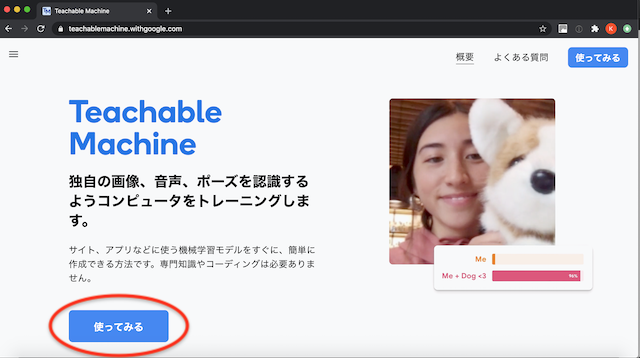 Teachable Machine
teachablemachine.withgoogle.com
K
概要
よくある質問
使ってみる
Teachable
Machine
独自の画像、音声、ポーズを認識する
ようコンピュータをトレーニングしま
す。
サイト、アプリなどに使う機械学習モデルをすぐに、簡単に
作成できる方法です。専門知識やコーディングは必要ありま
せん。
使ってみる
Me
Me + Dog <3
96%